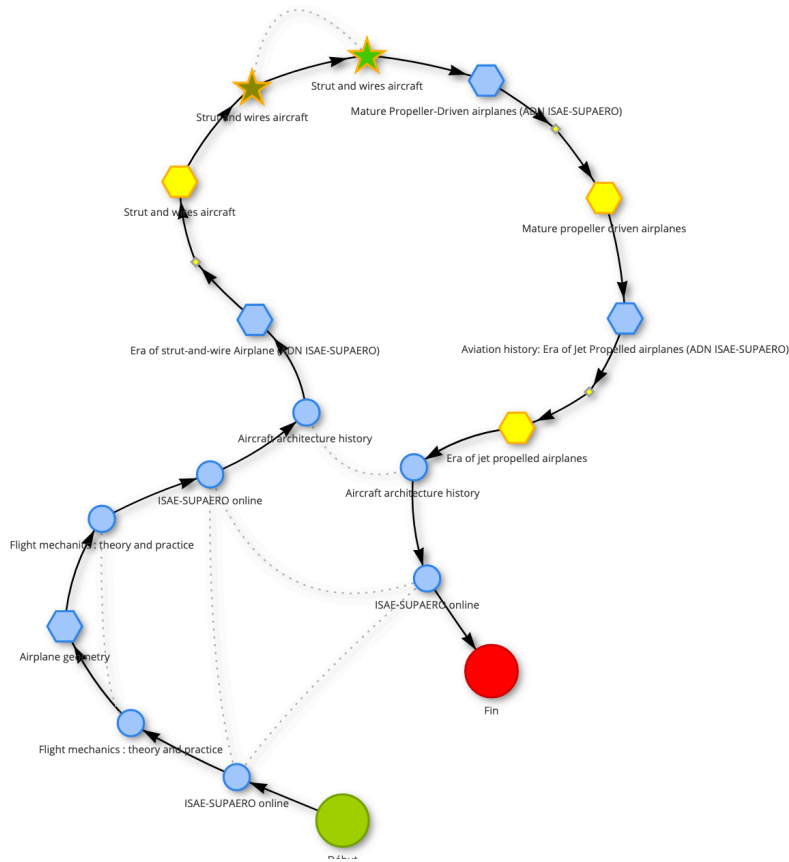 Strut and wires aircraft
Strut and wires aircraft
Mature Propeller-Driven airplanes (ADN ISAE-SUPAERO)
Strut and wires aircraft
Mature propeller driven airplanes
Era of strut-and-wire Airplane (ADN ISAE-SUPAERO)
Aviation history: Era of Jet Propelled airplanes (ADN ISAE-SUPAERO)
Aircraft architecture history
Era of jet propelled airplanes
ISAE-SUPAERO online
Aircraft architecture history
Flight mechanics : theory and practice
ISAE-SUPAERO online
Airplane geometry
Fin
Flight mechanics : theory and practice
ISAE-SUPAERO online
Début